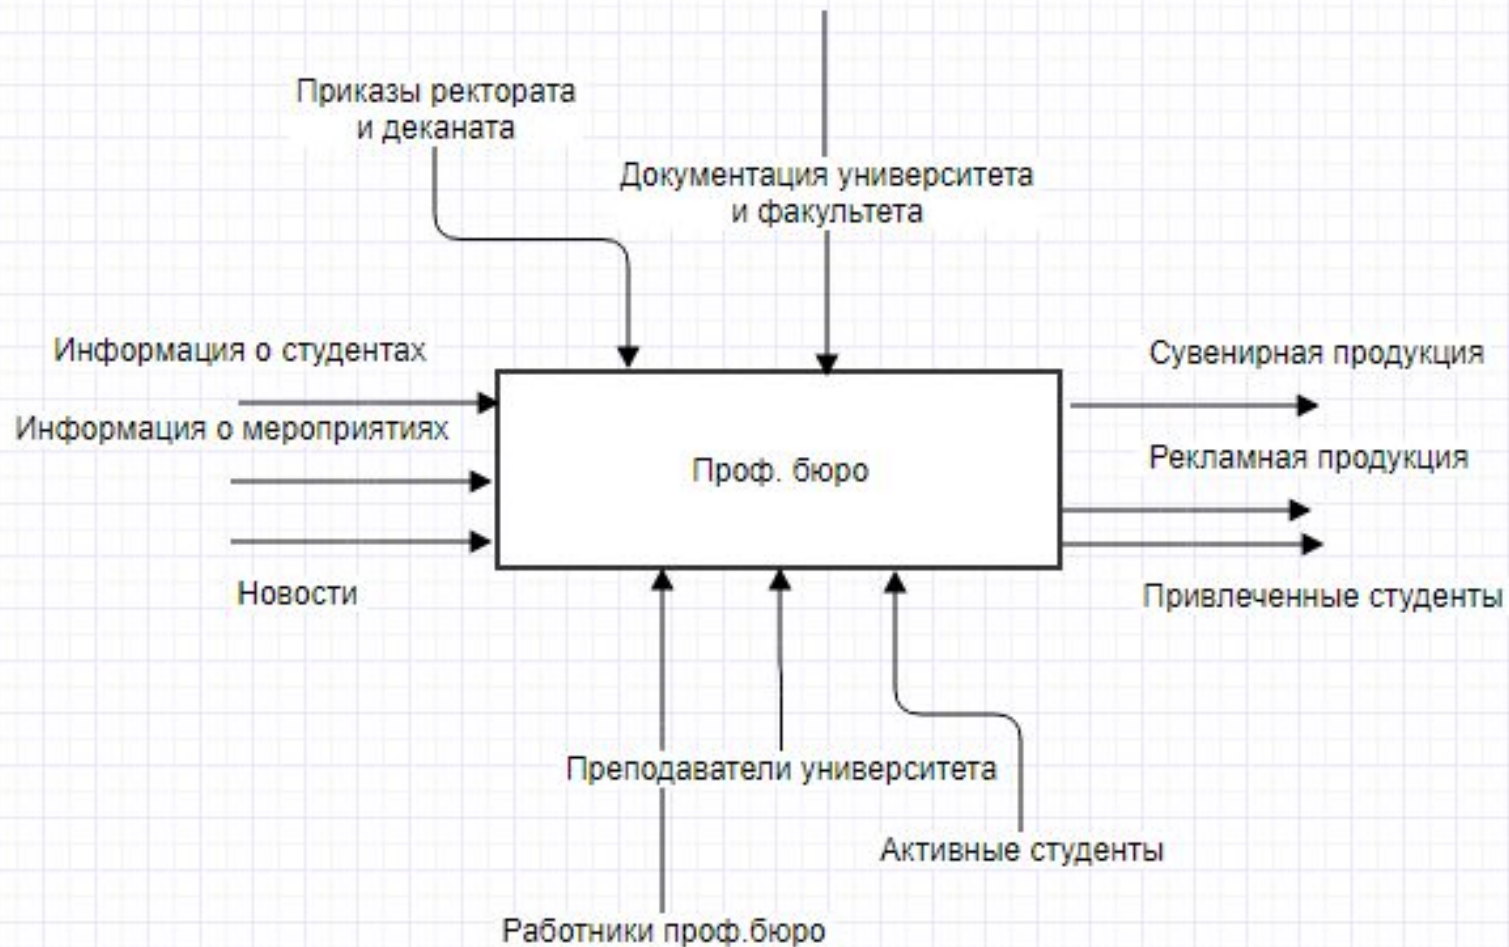 Приказы ректората
и деканата
Документация университета
и факультета
Информация о студентах
Сувенирная продукция
Информация о мероприятиях
Рекламная продукция
Проф. бюро
Новости
Привлеченные студенты
Преподаватели университета
Активные студенты
Работники проф.бюро